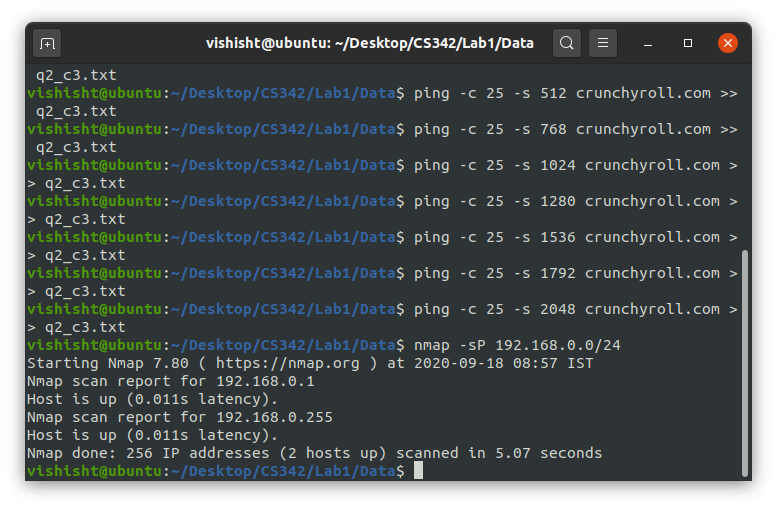 vishisht@ubuntu: ~/Desktop/CS342/Lab1/Data
q2_c3.txt
vishisht@ubuntu:~/Desktop/CS342/Lab1/Data$ ping -c 25 -s 512 crunchyroll.com >>
q2_c3.txt
vishisht@ubuntu:~/Desktop/CS342/Lab1/Data$ ping -c 25 -s 768 crunchyroll.com >>
q2_c3.txt
vishisht@ubuntu:~/Desktop/CS342/Lab1/Data$ ping -c 25 -s 1024 crunchyroll.com >
> q2_c3.txt
vishisht@ubuntu:~/Desktop/CS342/Lab1/Data$ ping -c 25 -s 1280 crunchyroll.com >
> q2_c3.txt
vishisht@ubuntu:~/Desktop/CS342/Lab1/Data$ ping -c 25 -s 1536 crunchyroll.com >
> q2_c3.txt
vishisht@ubuntu:~/Desktop/CS342/Lab1/Data$ ping -c 25 -s 1792 crunchyroll.com >
> q2_c3.txt
vishisht@ubuntu:~/Desktop/CS342/Lab1/Data$ ping -c 25 -s 2048 crunchyroll.com >
> q2_c3.txt
vishisht@ubuntu:~/Desktop/CS342/Lab1/Data$ nmap -sP 192.168.0.0/24
Starting Nmap 7.80 ( https://nmap.org ) at 2020-09-18 08:57 IST
Nmap scan report for 192.168.0.1
Host is up (0.011s latency).
Nmap scan report for 192.168.0.255
Host is up (0.011s latency).
Nmap done: 256 IP addresses (2 hosts up) scanned in 5.07 seconds
vishisht@ubuntu:~/Desktop/CS342/Lab1/Data$